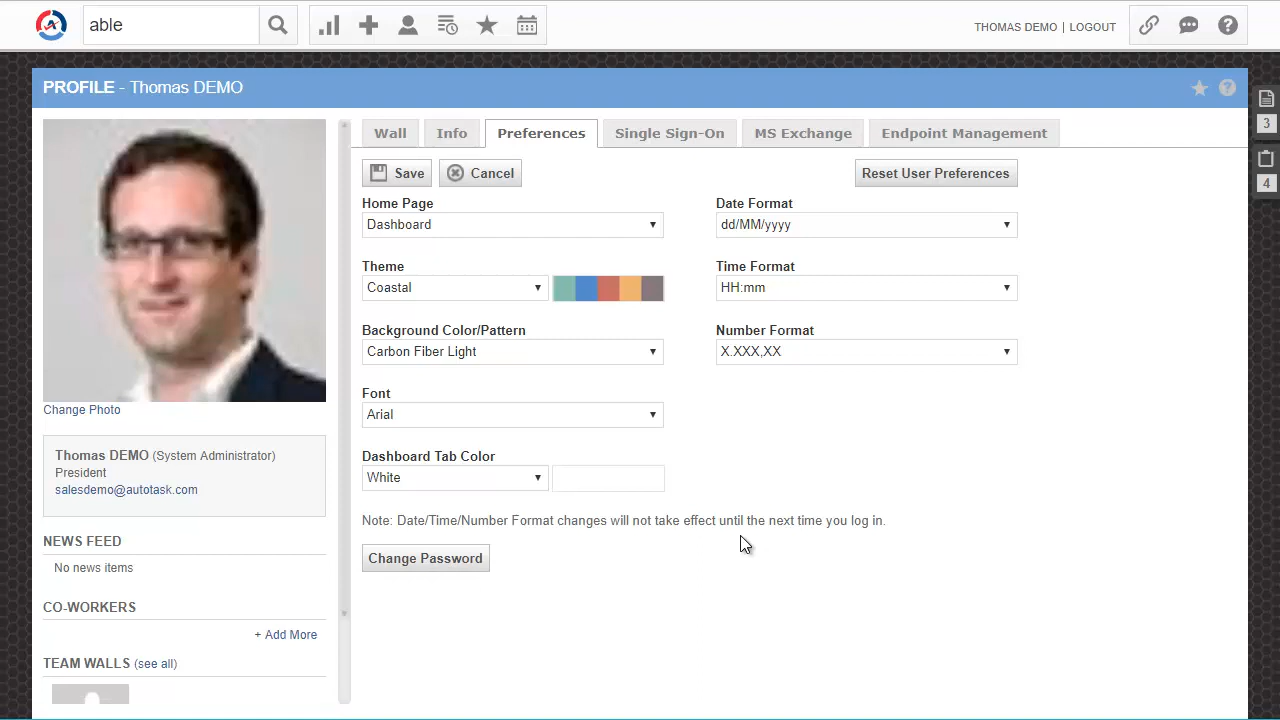 able
THOMAS DEMO | LOGOUT
PROFILE - Thomas DEMO
3
4
Wall
Info
Preferences
Single Sign-On
MS Exchange
Endpoint Management
Save
Cancel
Reset User Preferences
Home Page
Dashboard
Date Format
dd/MM/yyyy
Theme
Coastal
Time Format
HH:mm
Background Color/Pattern
Carbon Fiber Light
Number Format
X.XXX,XX
Font
Arial
Dashboard Tab Color
White
Note: Date/Time/Number Format changes will not take effect until the next time you log in.
Change Password
Change Photo
Thomas DEMO (System Administrator)
President
salesdemo@autotask.com
NEWS FEED
No news items
CO-WORKERS
+ Add More
TEAM WALLS (see all)